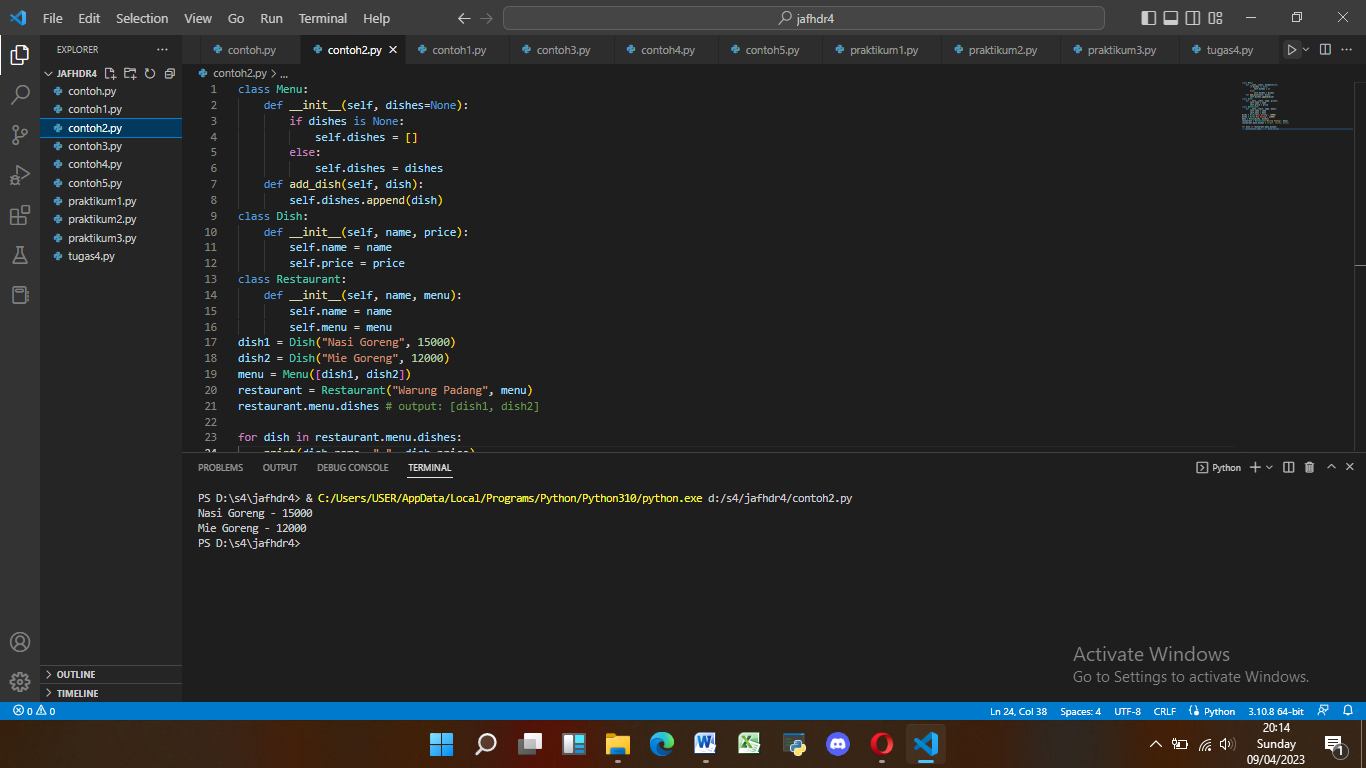 File Edit Selection View Go Run Terminal Help
jafhdr4
EXPLORER
contoh.py contoh2.py contoh1.py contoh3.py contoh4.py contoh5.py praktikum1.py praktikum2.py praktikum3.py tugas4.py
JAFHDR4
contoh.py
contoh1.py
contoh2.py
contoh3.py
contoh4.py
contoh5.py
praktikum1.py
praktikum2.py
praktikum3.py
tugas4.py
OUTLINE
TIMELINE
contoh2.py > ...
1 class Menu:
2 def __init__(self, dishes=None):
3 if dishes is None:
4 self.dishes = []
5 else:
6 self.dishes = dishes
7 def add_dish(self, dish):
8 self.dishes.append(dish)
9 class Dish:
10 def __init__(self, name, price):
11 self.name = name
12 self.price = price
13 class Restaurant:
14 def __init__(self, name, menu):
15 self.name = name
16 self.menu = menu
17 dish1 = Dish("Nasi Goreng", 15000)
18 dish2 = Dish("Mie Goreng", 12000)
19 menu = Menu([dish1, dish2])
20 restaurant = Restaurant("Warung Padang", menu)
21 restaurant.menu.dishes # output: [dish1, dish2]
22
23 for dish in restaurant.menu.dishes:
24 print(dish.name, "-", dish.price)
PROBLEMS OUTPUT DEBUG CONSOLE TERMINAL
Python
PS D:\s4\jafhdr4> & C:/Users/USER/AppData/Local/Programs/Python/Python310/python.exe d:/s4/jafhdr4/contoh2.py
Nasi Goreng - 15000
Mie Goreng - 12000
PS D:\s4\jafhdr4>
Activate Windows
Go to Settings to activate Windows.
0 0
Ln 24, Col 38 Spaces: 4 UTF-8 CRLF Python 3.10.8 64-bit
20:14
Sunday
09/04/2023
1